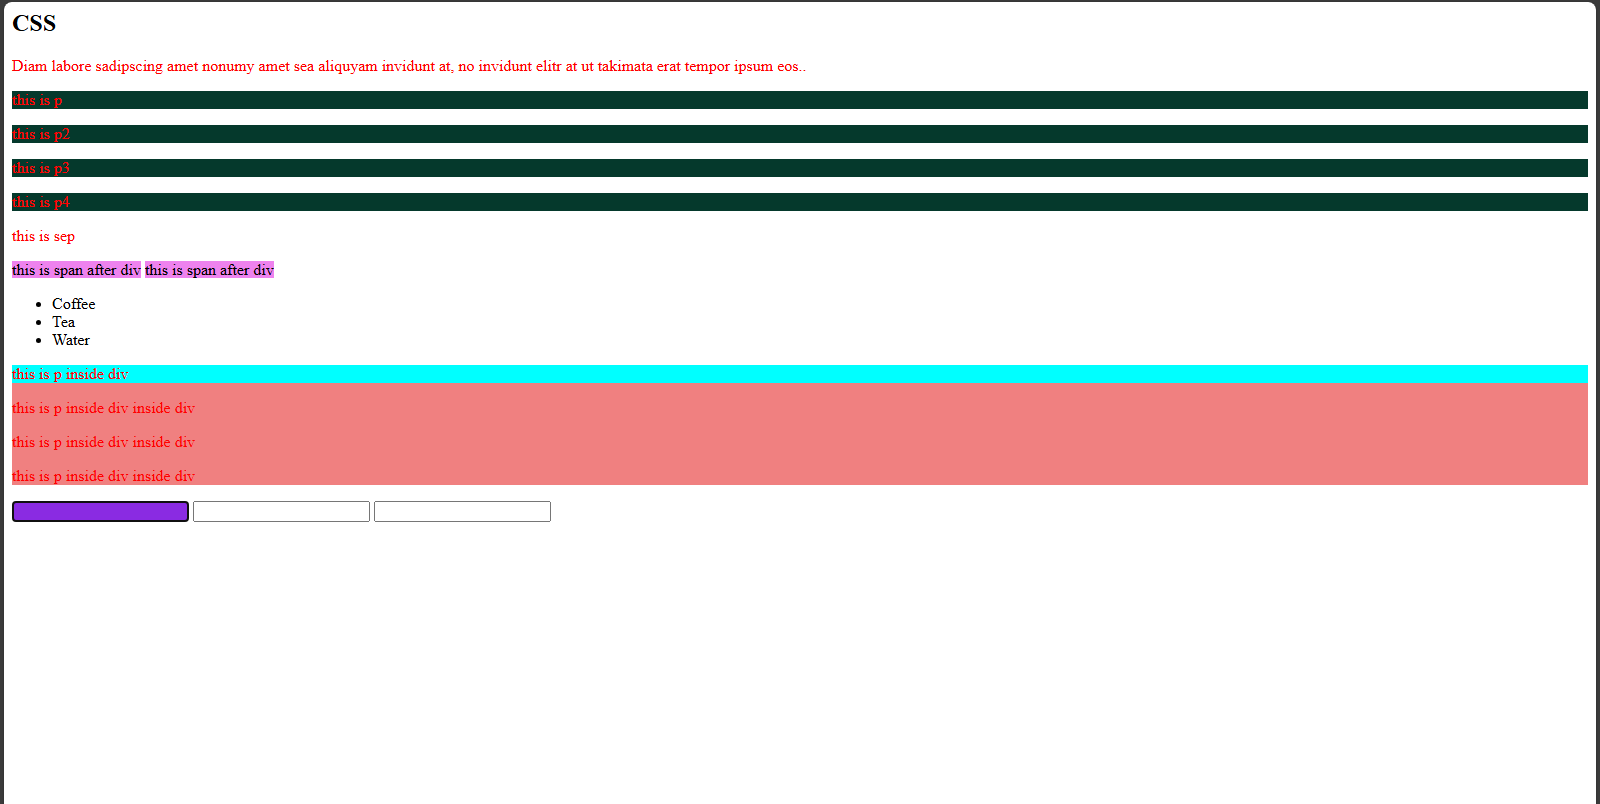 CSS
Diam labore sadipscing amet nonumy amet sea aliquyam invidunt at, no invidunt elitr at ut takimata erat tempor ipsum eos..
this is p
this is p2
this is p3
this is p4
this is sep
this is span after div this is span after div
Coffee
Tea
Water
this is p inside div
this is p inside div inside div
this is p inside div inside div
this is p inside div inside div